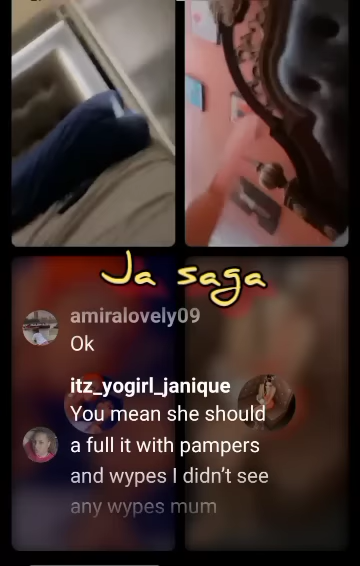 Ja saga
amiralovely09
Ok
itz_yogirl_janique
You mean she should
a full it with pampers
and wypes I didn't see
any wypes mum